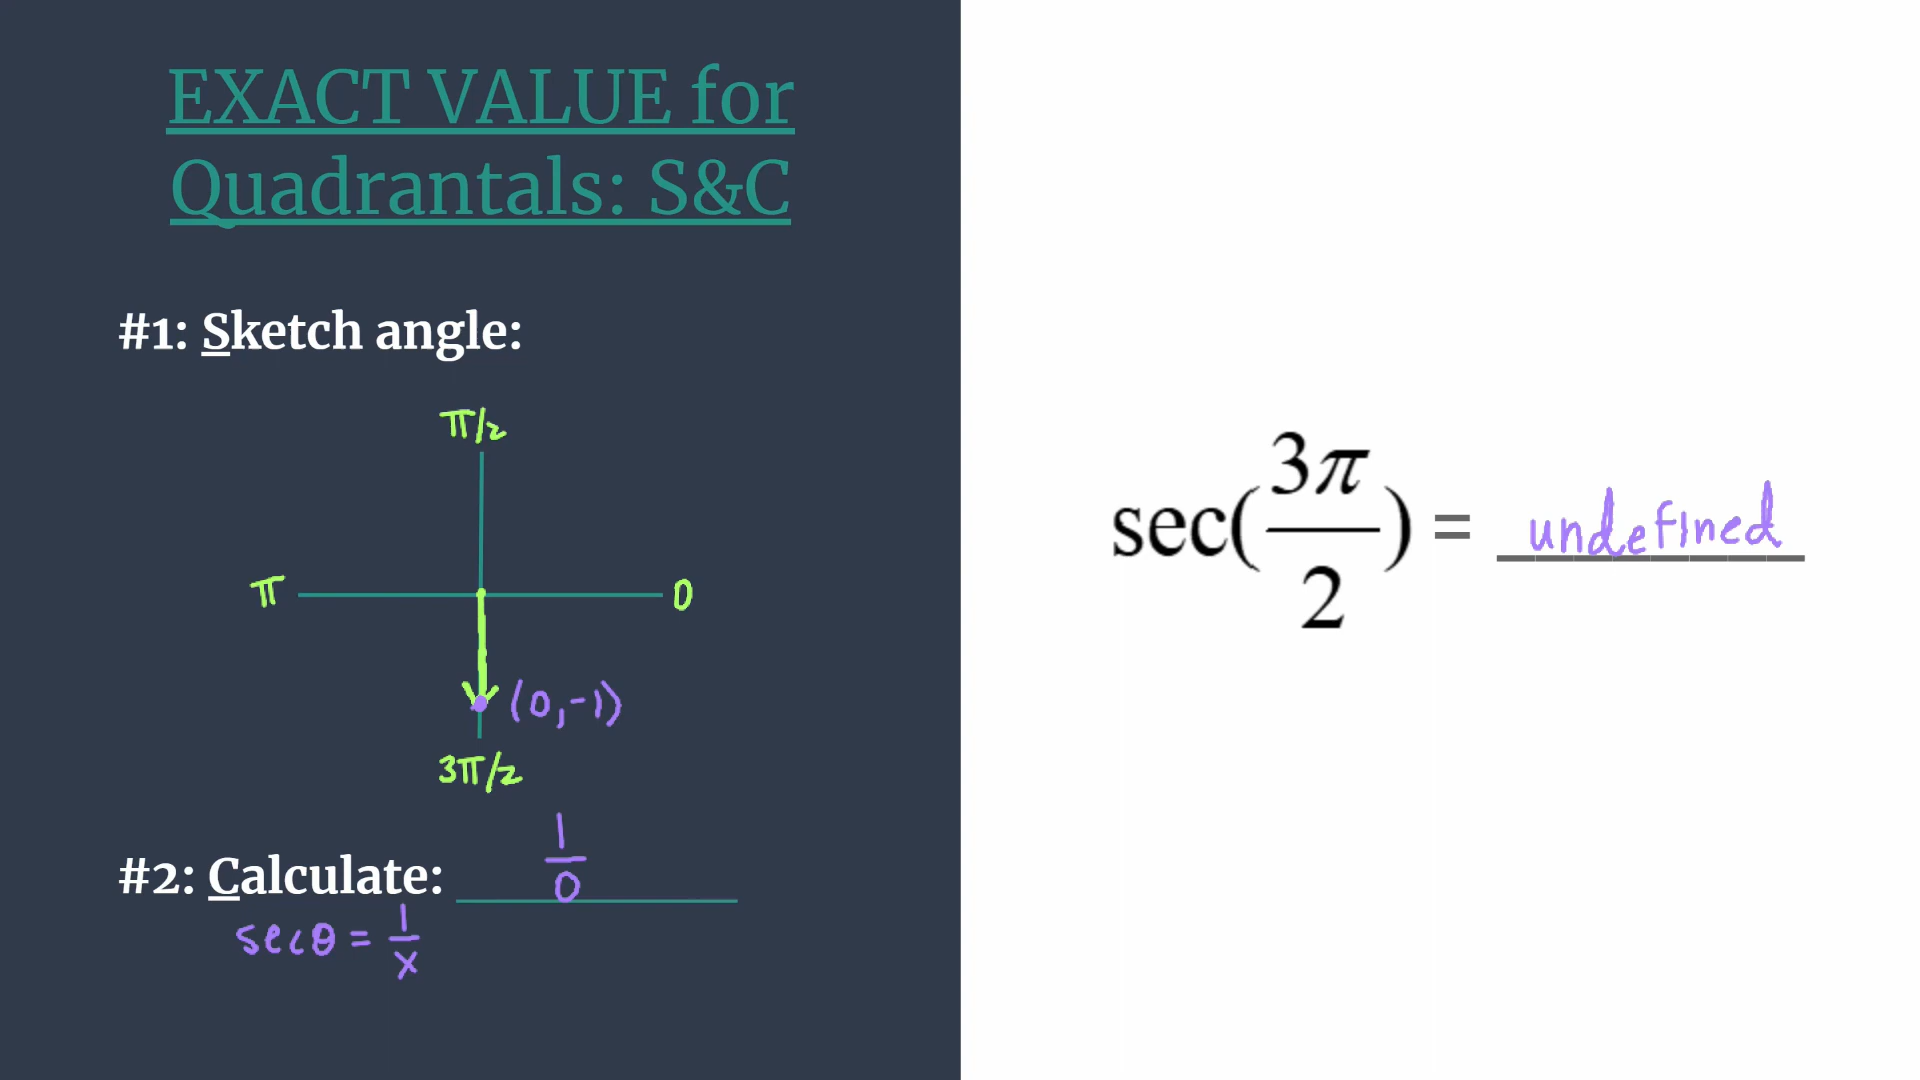 EXACT VALUE for
Quadrantals: S&C
#1: Sketch angle:
π/2
π
0
(0,-1)
3π/2
#2: Calculate: 1/0
secθ = 1/x
sec(3π/2) = undefined